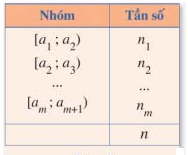 Nhóm Tần số
[a₁ ; a₂) n₁
[a₂ ; a₃) n₂
... ...
[aₘ ; aₘ₊₁) nₘ
n